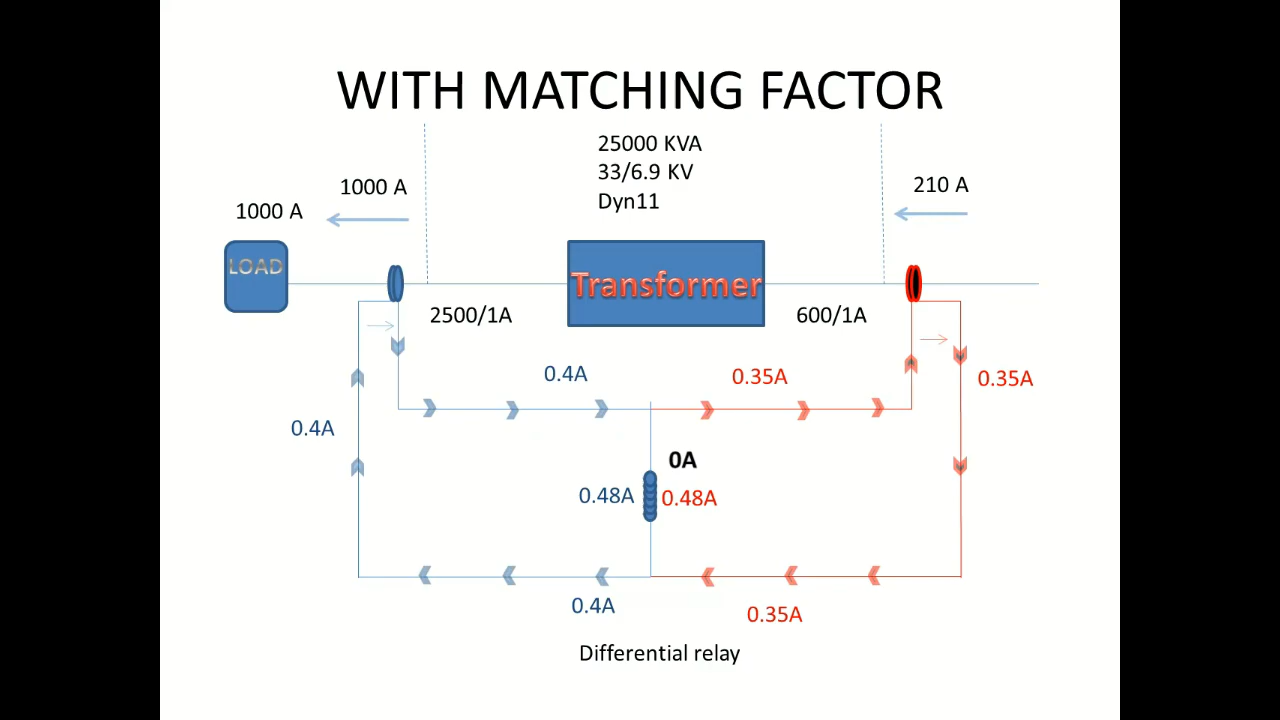 WITH MATCHING FACTOR
25000 KVA
33/6.9 KV
Dyn11
1000 A
1000 A
210 A
LOAD
Transformer
2500/1A
600/1A
0.4A
0.35A
0.35A
0.4A
0A
0.48A
0.48A
0.4A
0.35A
Differential relay